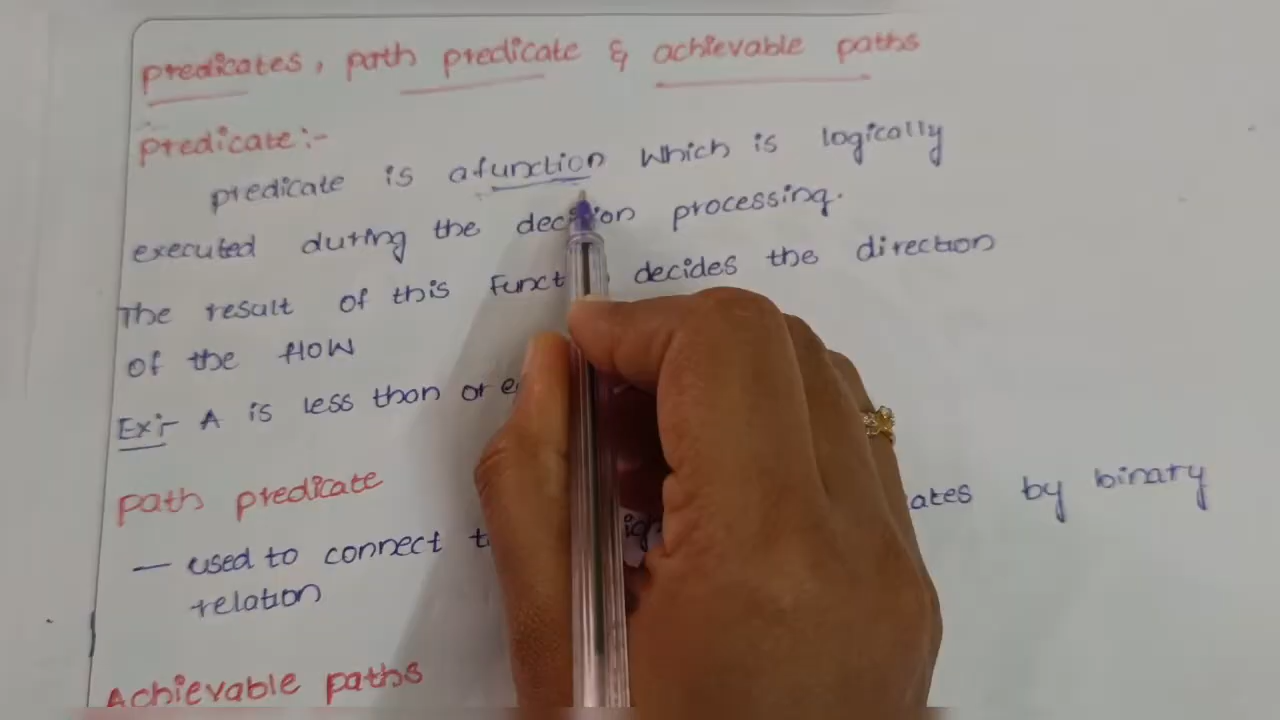 predicates, path predicate & achievable paths
predicate:-
predicate is a function which is logically
executed during the decision processing.
The result of this funct decides the direction
of the flow
Ex:- A is less than or e
path predicate
— used to connect t ates by binary
relation
Achievable paths